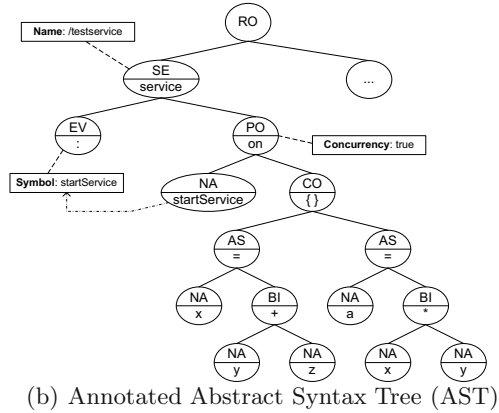 RO
Name: /testservice
SE
service
...
EV
:
PO
on
Concurrency: true
Symbol: startService
NA
startService
CO
{ }
AS
=
AS
=
NA
x
BI
+
NA
a
BI
*
NA
y
NA
z
NA
x
NA
y
(b) Annotated Abstract Syntax Tree (AST)